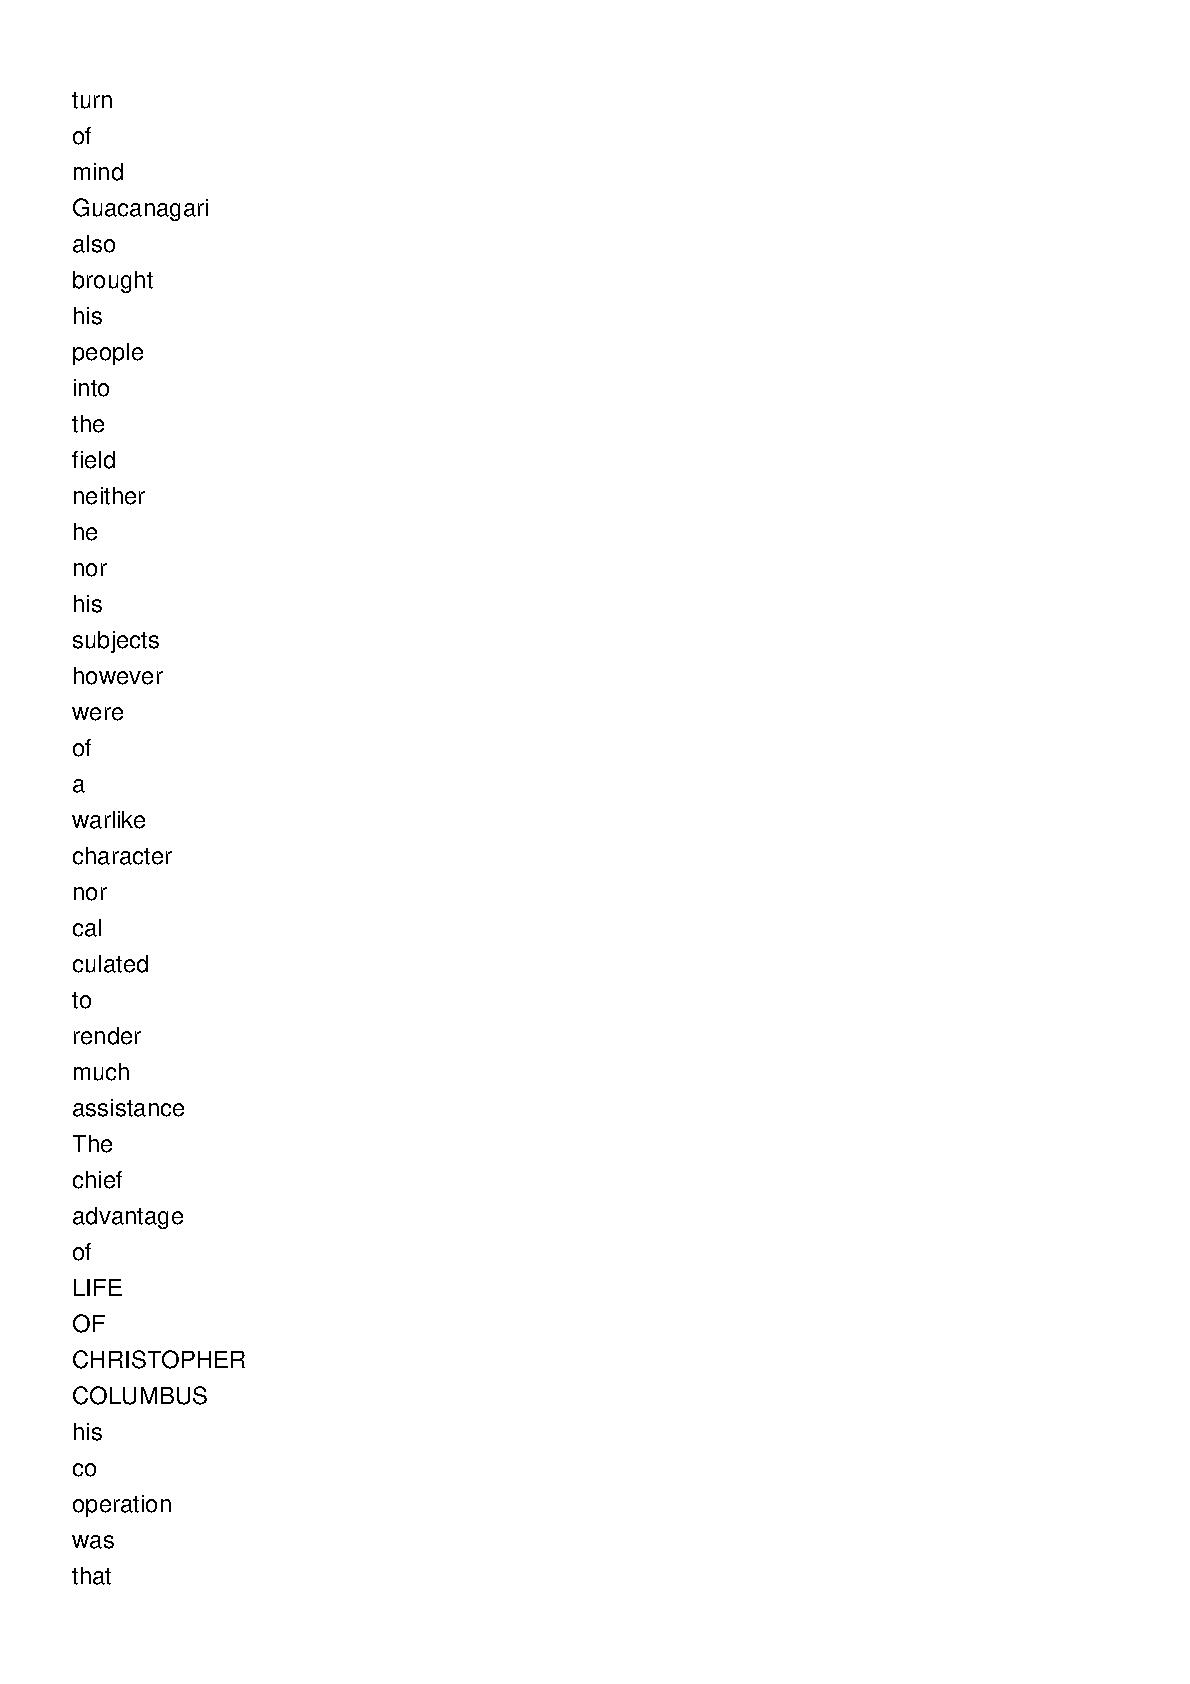 turn
of
mind
Guacanagari
also
brought
his
people
into
the
field
neither
he
nor
his
subjects
however
were
of
a
warlike
character
nor
cal
culated
to
render
much
assistance
The
chief
advantage
of
LIFE
OF
CHRISTOPHER
COLUMBUS
his
co
operation
was
that